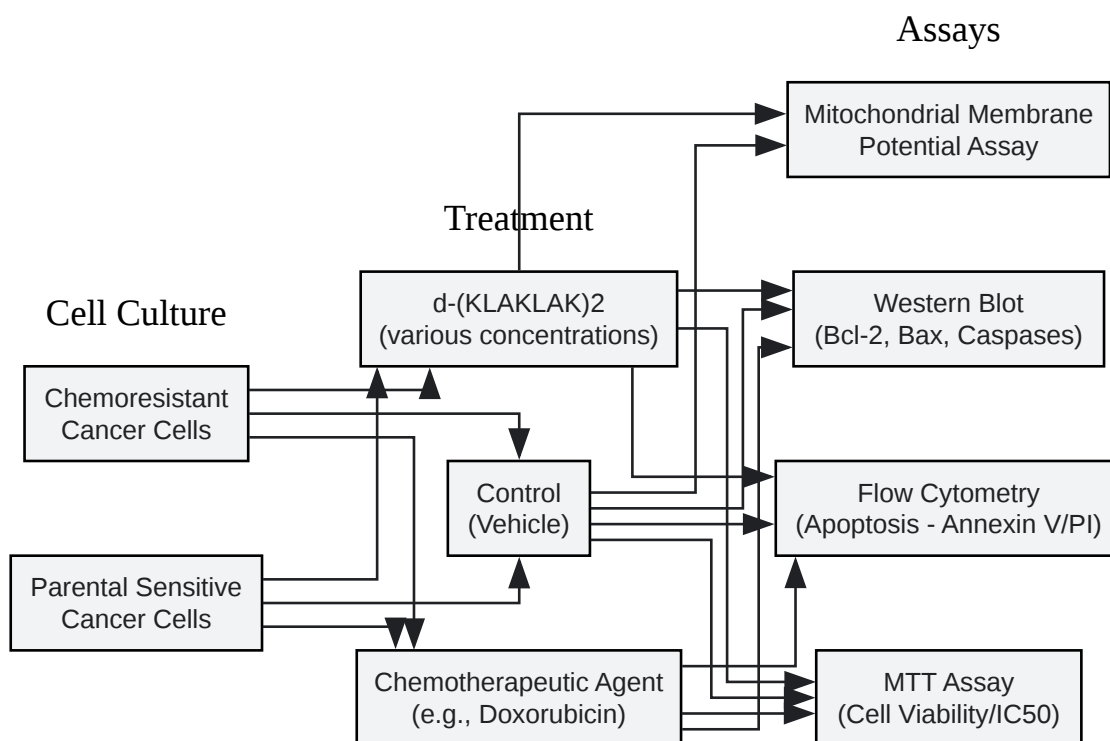 Assays
Mitochondrial Membrane
Potential Assay
Treatment
d-(KLAKLAK)2
(various concentrations)
Western Blot
(Bcl-2, Bax, Caspases)
Cell Culture
Chemoresistant
Cancer Cells
Control
(Vehicle)
Flow Cytometry
(Apoptosis - Annexin V/PI)
Parental Sensitive
Cancer Cells
Chemotherapeutic Agent
(e.g., Doxorubicin)
MTT Assay
(Cell Viability/IC50)